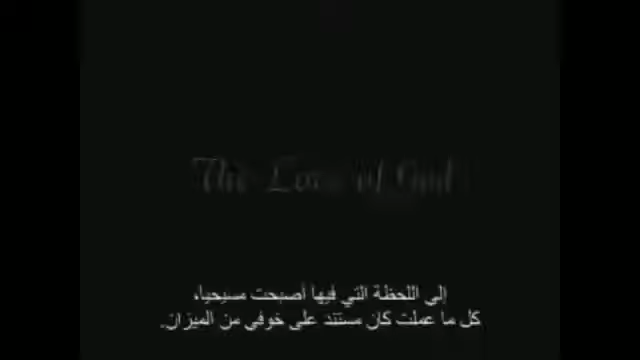 The Love of God
إلى اللحظة التي فيها أصبحت مسيحيا،
كل ما عملت كان مستند على خوفي من الميزان.